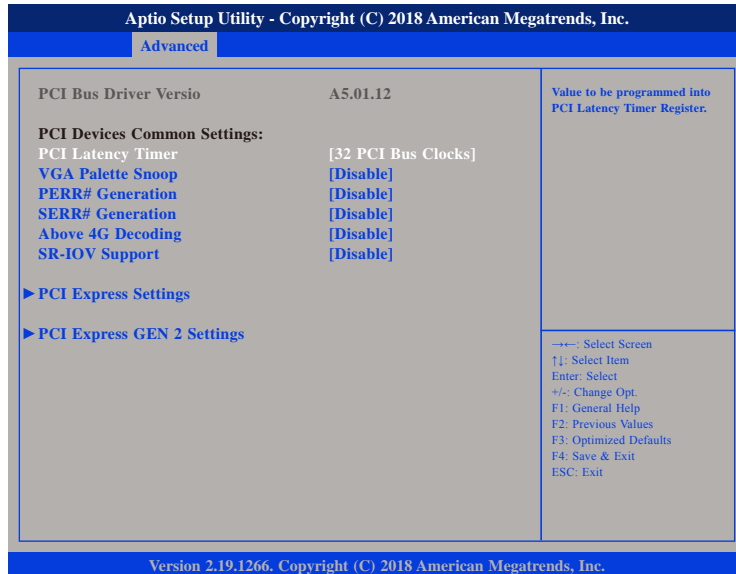 Aptio Setup Utility - Copyright (C) 2018 American Megatrends, Inc.
Advanced
PCI Bus Driver Versio A5.01.12
PCI Devices Common Settings:
PCI Latency Timer [32 PCI Bus Clocks]
VGA Palette Snoop [Disable]
PERR# Generation [Disable]
SERR# Generation [Disable]
Above 4G Decoding [Disable]
SR-IOV Support [Disable]
►PCI Express Settings
►PCI Express GEN 2 Settings
Value to be programmed into
PCI Latency Timer Register.
→←: Select Screen
↑↓: Select Item
Enter: Select
+/-: Change Opt.
F1: General Help
F2: Previous Values
F3: Optimized Defaults
F4: Save & Exit
ESC: Exit
Version 2.19.1266. Copyright (C) 2018 American Megatrends, Inc.